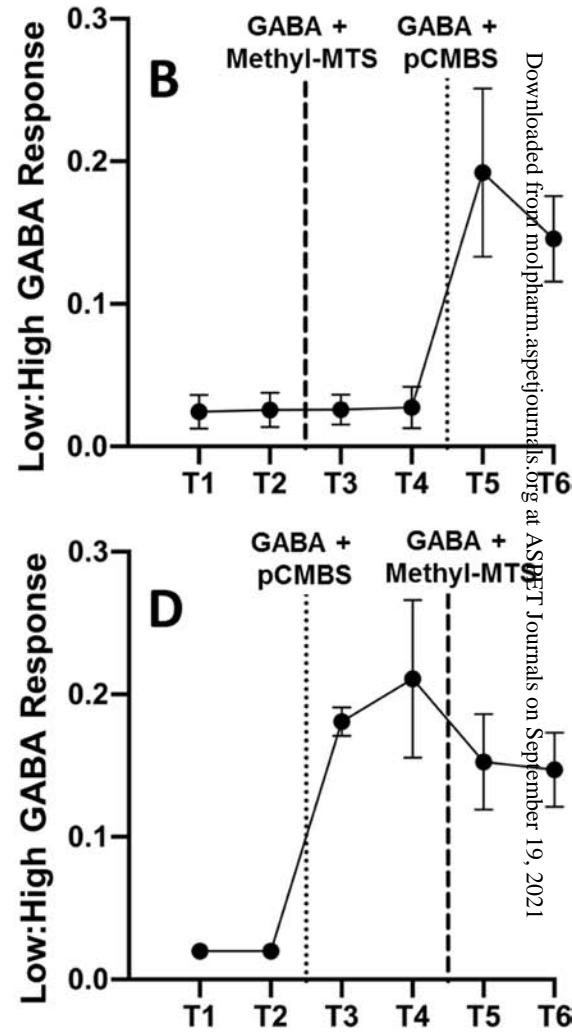 GABA +
Methyl-MTS
GABA +
pCMBS
B
Low:High GABA Response
0.3
0.2
0.1
0.0
T1 T2 T3 T4 T5 T6
GABA +
pCMBS
GABA +
Methyl-MTS
D
Low:High GABA Response
0.3
0.2
0.1
0.0
T1 T2 T3 T4 T5 T6
Downloaded from molpharm.aspetjournals.org at ASPET Journals on September 19, 2021